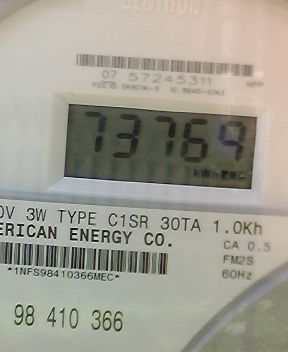 CENTRON
07 57245311
73769
kWh
0V 3W TYPE C1SR 30TA 1.0Kh
ERICAN ENERGY CO.
CA 0.5
FM2S
60Hz
*1NFS98410366MEC*
98 410 366